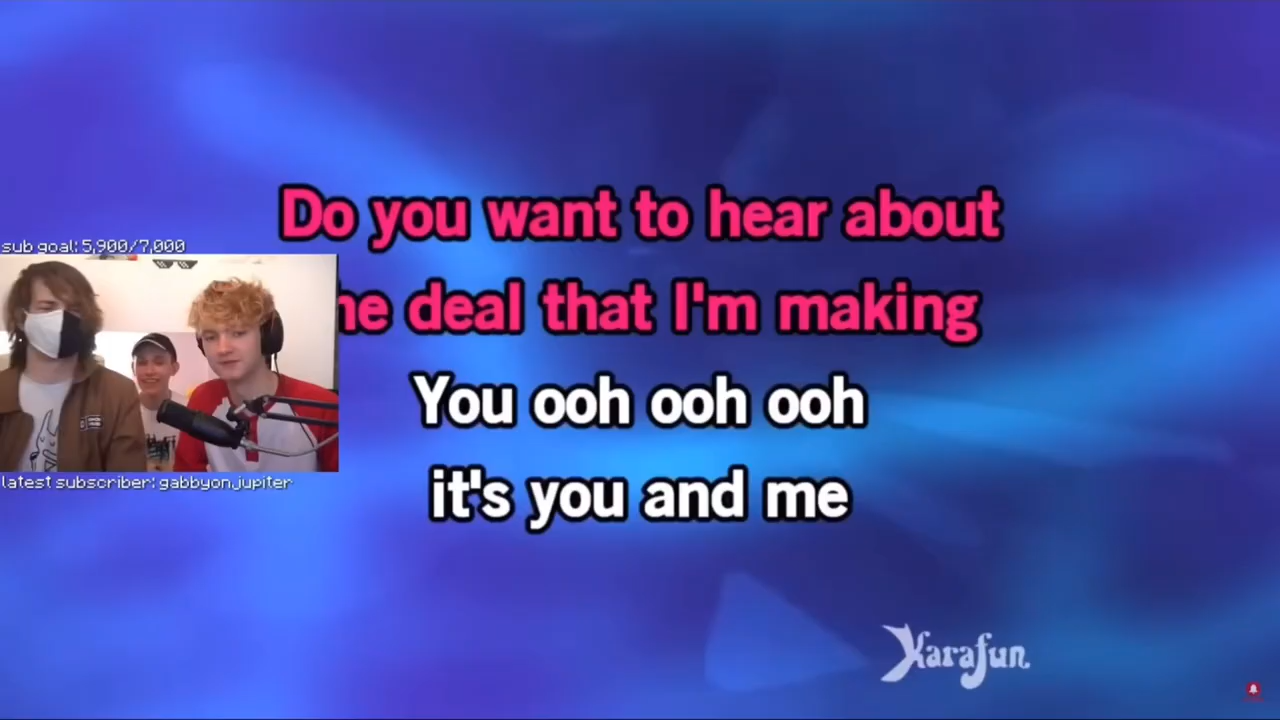 Do you want to hear about
he deal that I'm making
You ooh ooh ooh
it's you and me
sub goal: 5,900/7,000
latest subscriber: gabbyonjupiter
Karafun